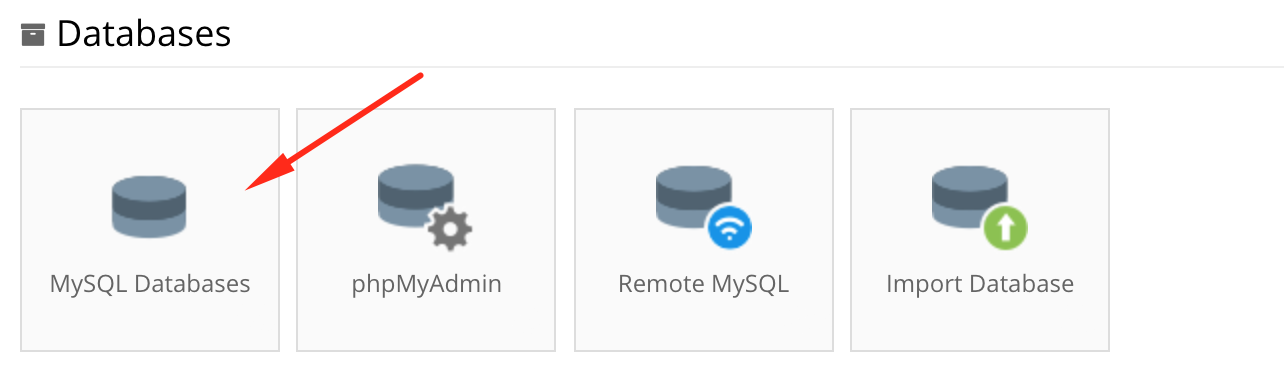 Databases
MySQL Databases
phpMyAdmin
Remote MySQL
Import Database